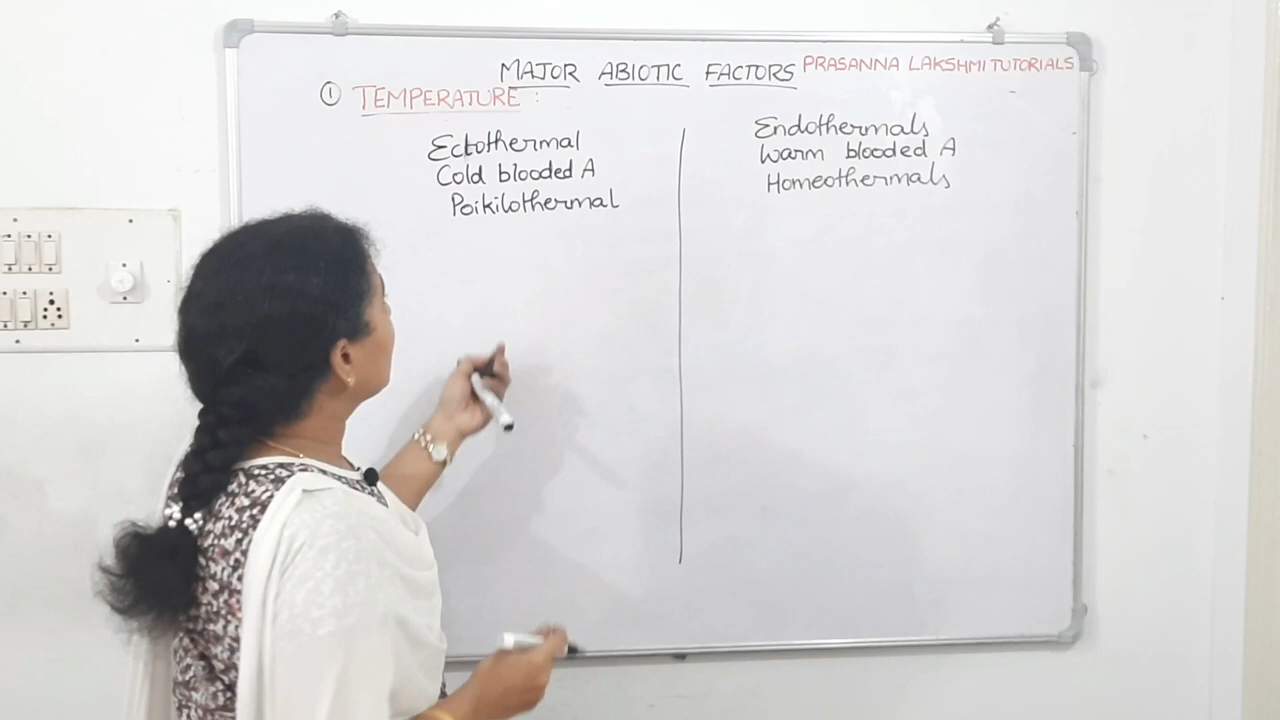 MAJOR ABIOTIC FACTORS PRASANNA LAKSHMI TUTORIALS
① TEMPERATURE :
Ectothermal
Cold blooded A
Poikilothermal
Endothermals
Warm blooded A
Homeothermals